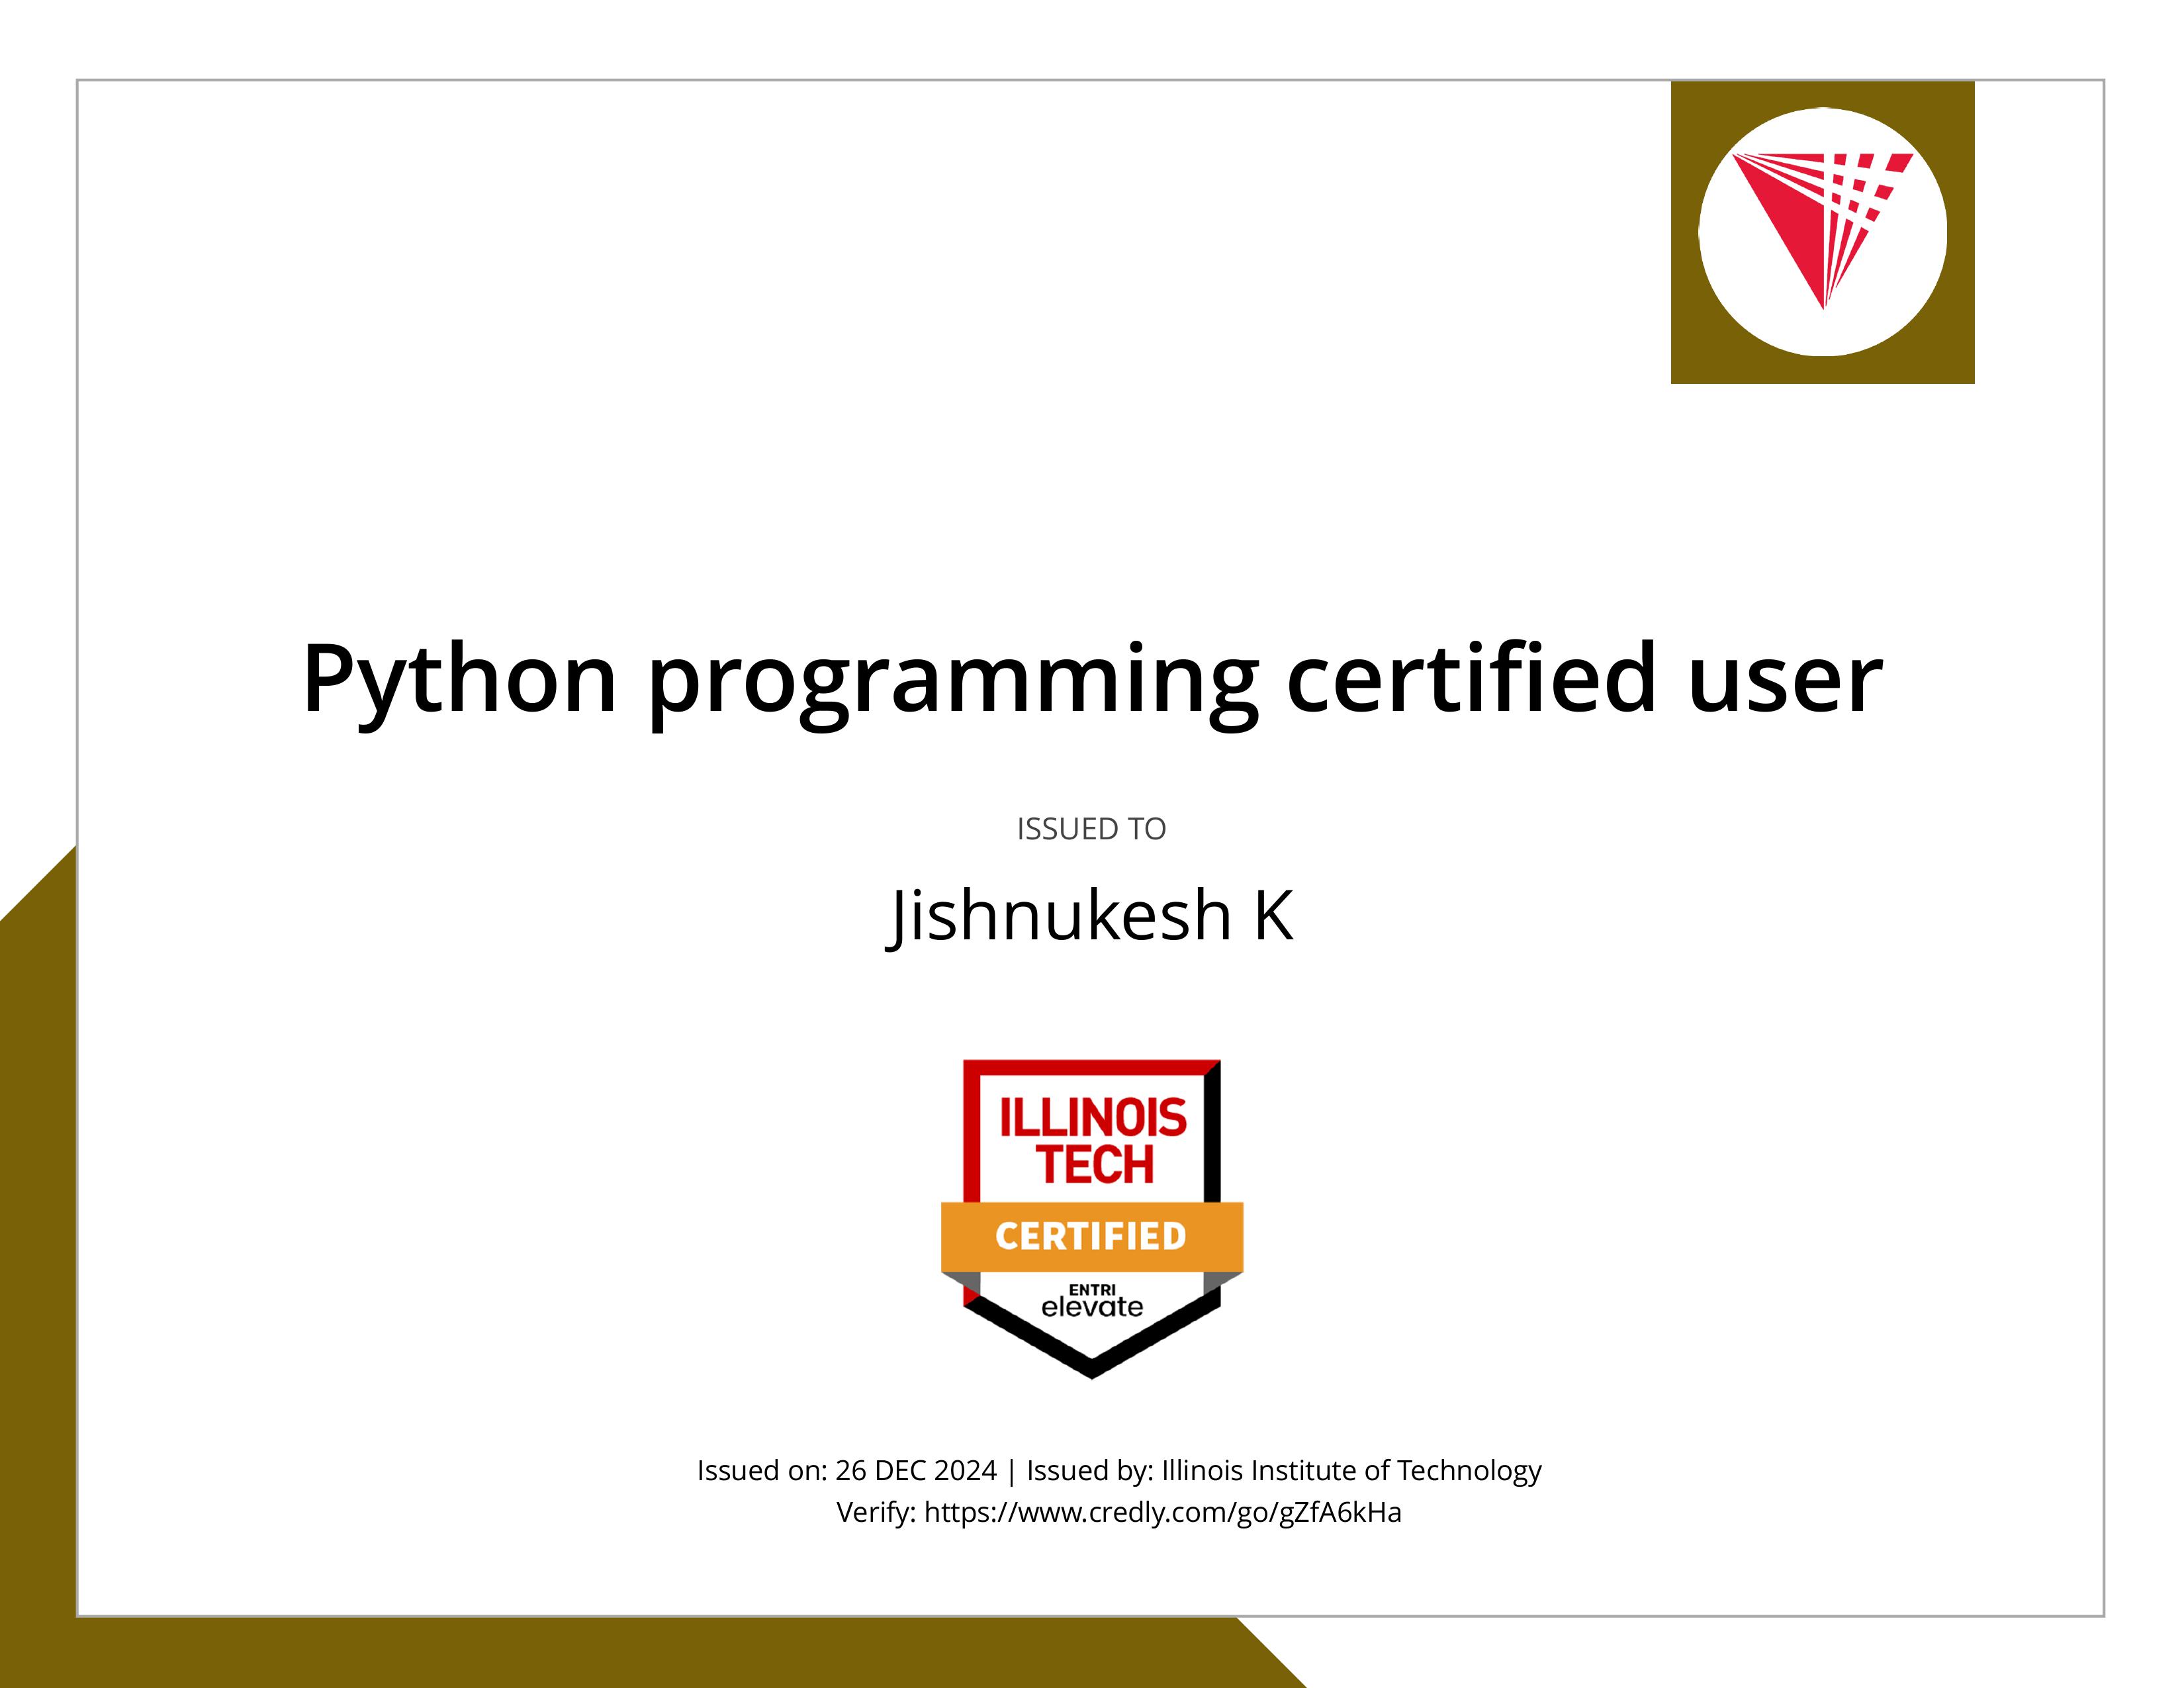 Python programming certified user
ISSUED TO
Jishnukesh K
ILLINOIS
TECH
CERTIFIED
ENTRI
elevate
Issued on: 26 DEC 2024 | Issued by: Illinois Institute of Technology
Verify: https://www.credly.com/go/gZfA6kHa